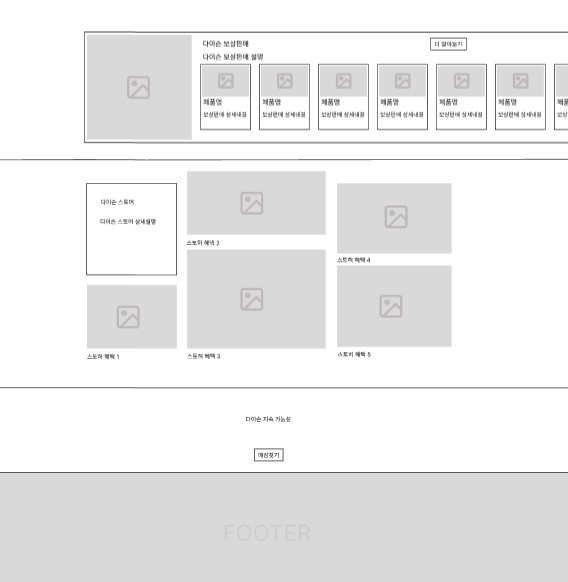 다이슨 보상판매
더 알아보기
다이슨 보상판매 설명
제품명 제품명 제품명 제품명 제품명 제품명
보상판매 상세내용 보상판매 상세내용 보상판매 상세내용 보상판매 상세내용 보상판매 상세내용 보상판매 상세내용
다이슨 스토어
다이슨 스토어 상세설명
스토어 혜택 2
스토어 혜택 4
스토어 혜택 1
스토어 혜택 3
스토어 혜택 5
다이슨 지속 가능성
매장찾기
FOOTER